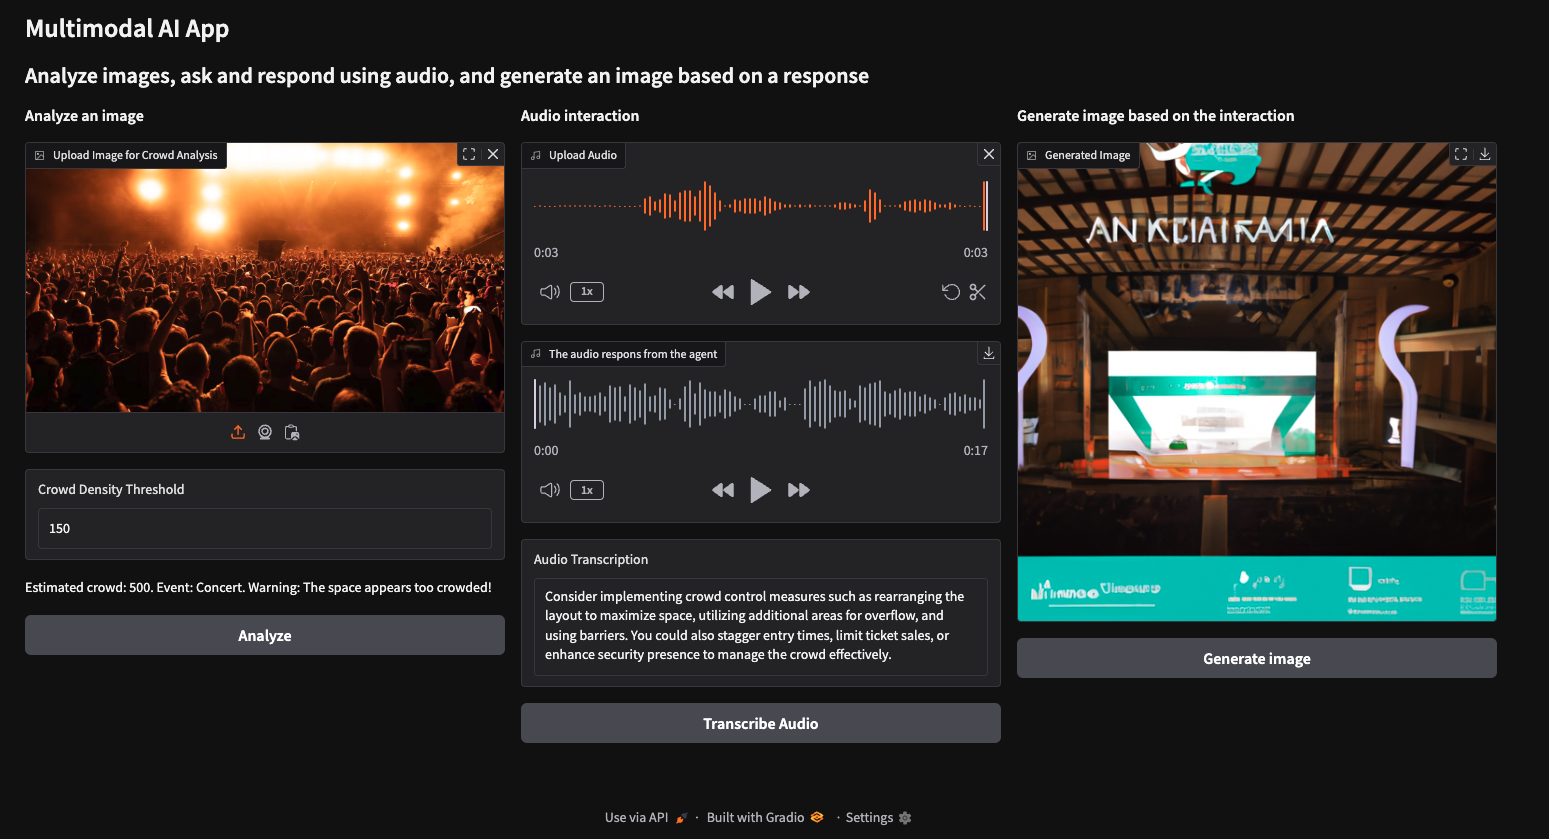 Multimodal AI App
Analyze images, ask and respond using audio, and generate an image based on a response
Analyze an image
Upload Image for Crowd Analysis
Crowd Density Threshold
150
Estimated crowd: 500. Event: Concert. Warning: The space appears too crowded!
Analyze
Audio interaction
Upload Audio
0:03
0:03
1x
The audio respons from the agent
0:00
0:17
1x
Audio Transcription
Consider implementing crowd control measures such as rearranging the
layout to maximize space, utilizing additional areas for overflow, and
using barriers. You could also stagger entry times, limit ticket sales, or
enhance security presence to manage the crowd effectively.
Transcribe Audio
Generate image based on the interaction
Generated Image
Generate image
Use via API · Built with Gradio · Settings